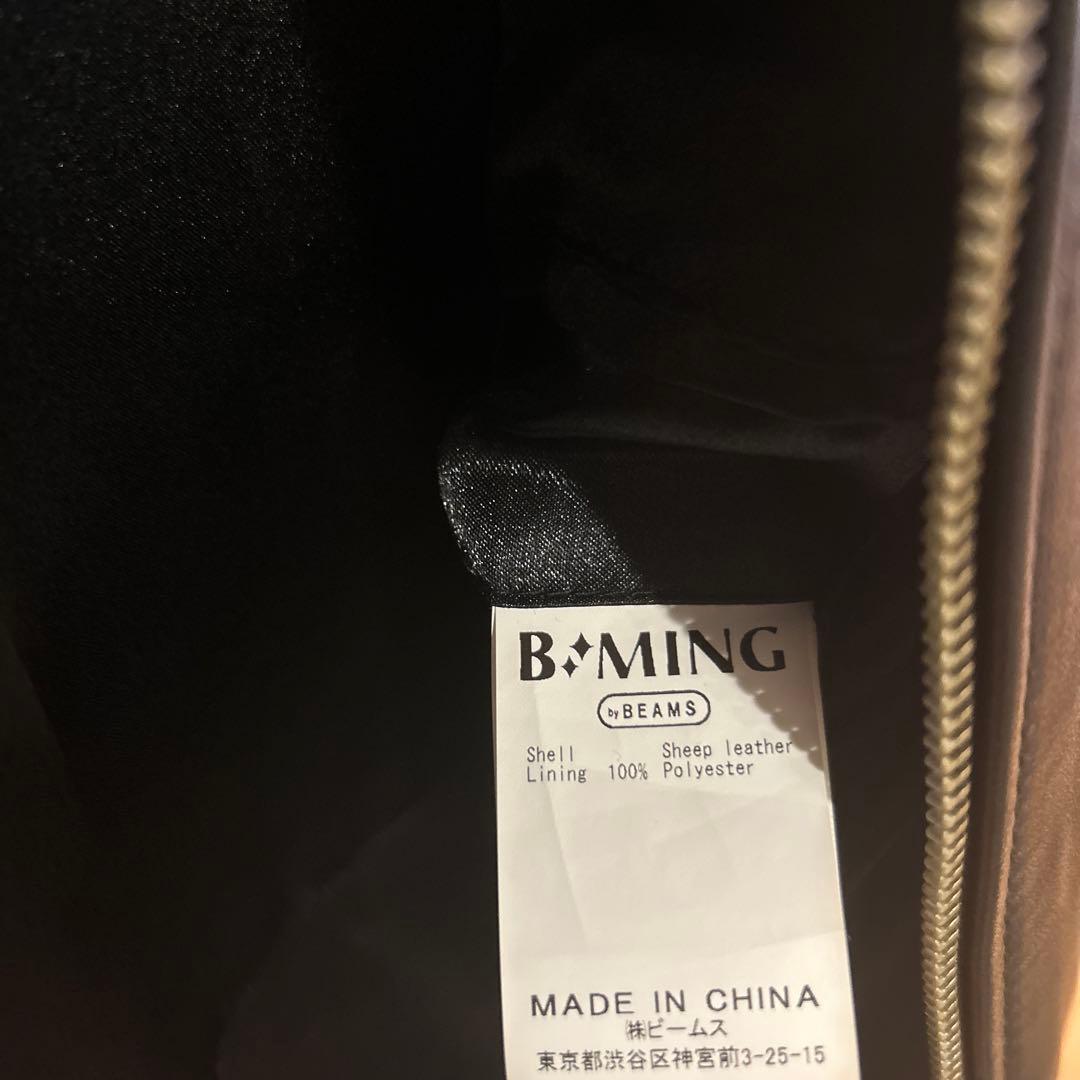 B MING
by BEAMS
Shell Sheep leather
Lining 100% Polyester
MADE IN CHINA
㈱ビームス
東京都渋谷区神宮前3-25-15